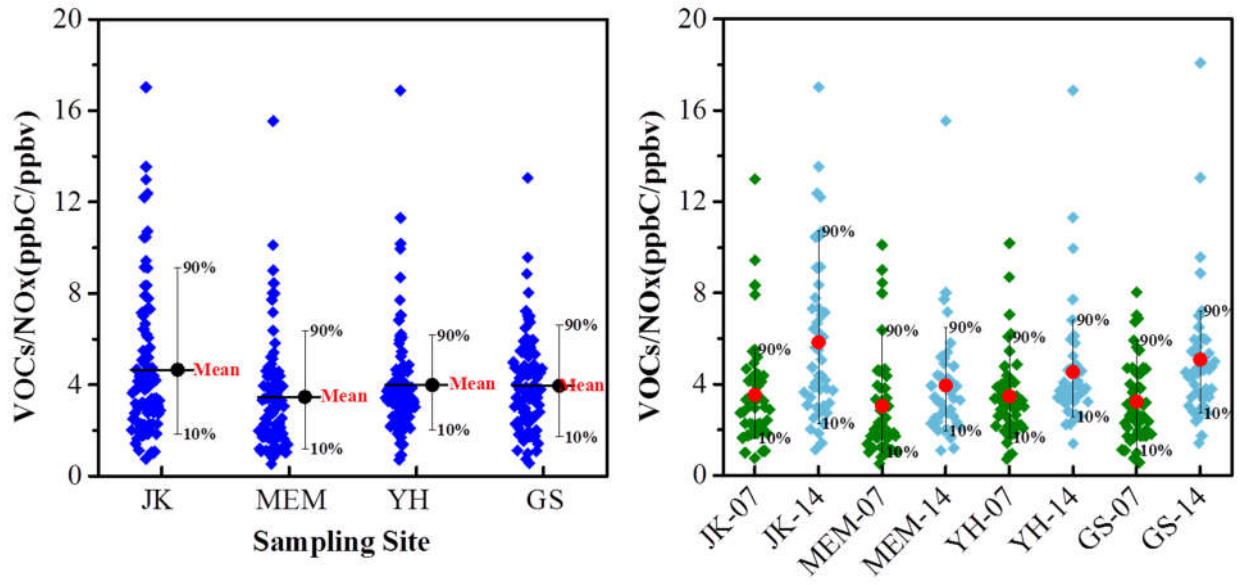 VOCs/NOx(ppbC/ppbv)
20
16
12
8
4
0
90%
Mean
10%
90%
Mean
10%
90%
Mean
10%
90%
Mean
10%
JK
MEM
YH
GS
Sampling Site
VOCs/NOx(ppbC/ppbv)
20
16
12
8
4
0
90%
10%
90%
10%
90%
10%
90%
10%
90%
10%
90%
10%
90%
10%
90%
10%
JK-07
JK-14
MEM-07
MEM-14
YH-07
YH-14
GS-07
GS-14